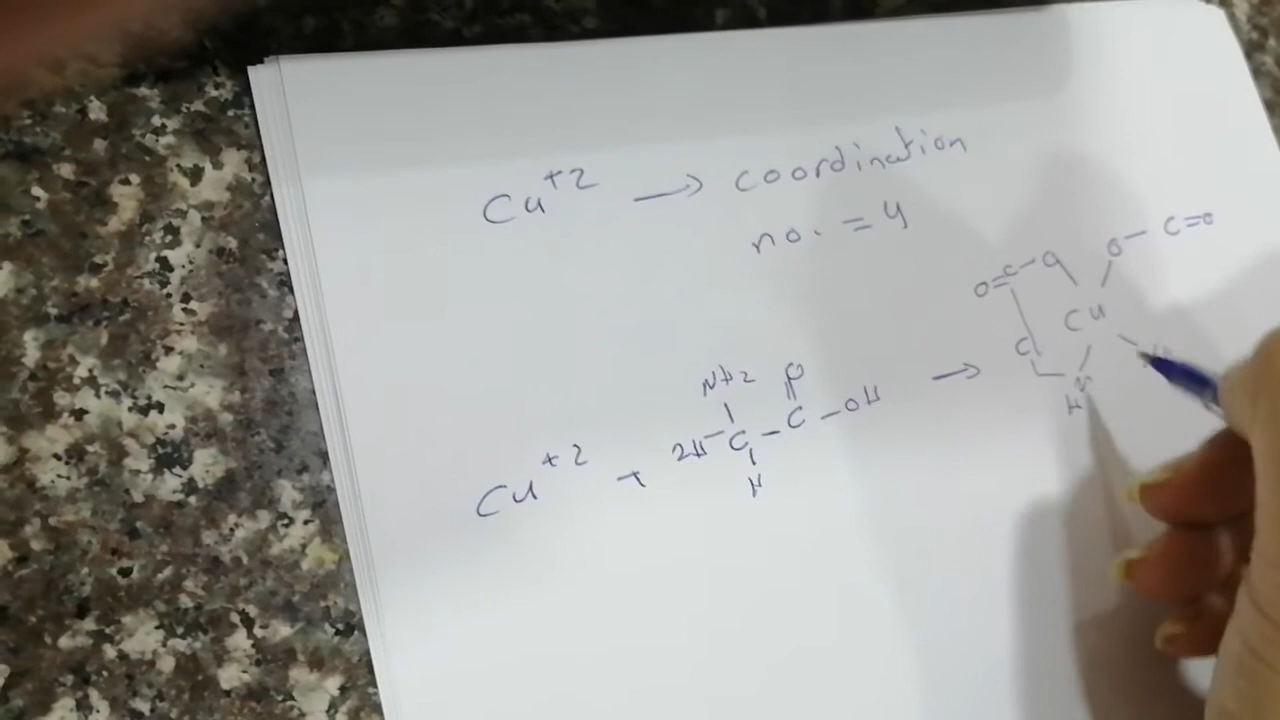 Cu+2 → coordination
no. = 4
O=C-O O-C=O
Cu
C
N
H
NH2 O
Cu+2 + 2H-C-C-OH →
H